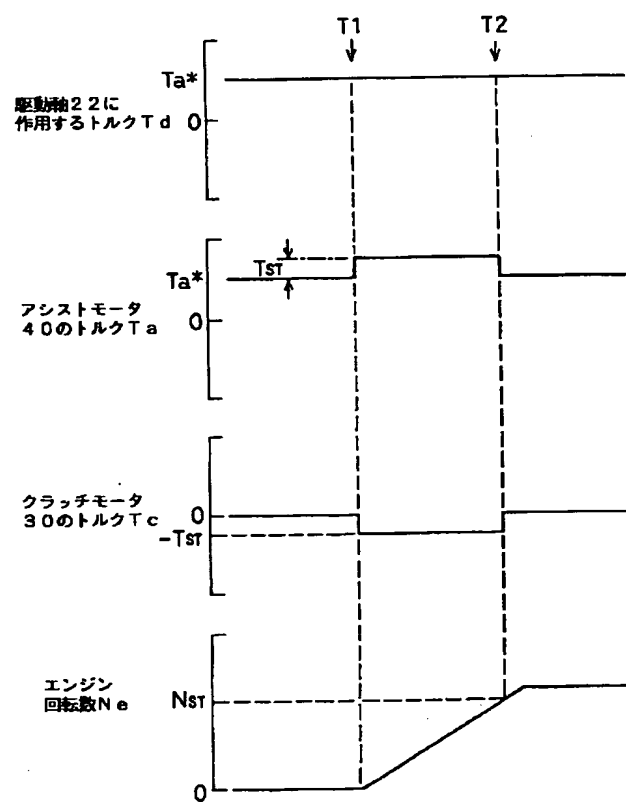 T1
T2
Ta*
駆動軸22に
作用するトルクTd
0
TST
Ta*
アシストモータ
40のトルクTa
0
クラッチモータ
30のトルクTc
0
-TST
エンジン
回転数Ne
NST
0